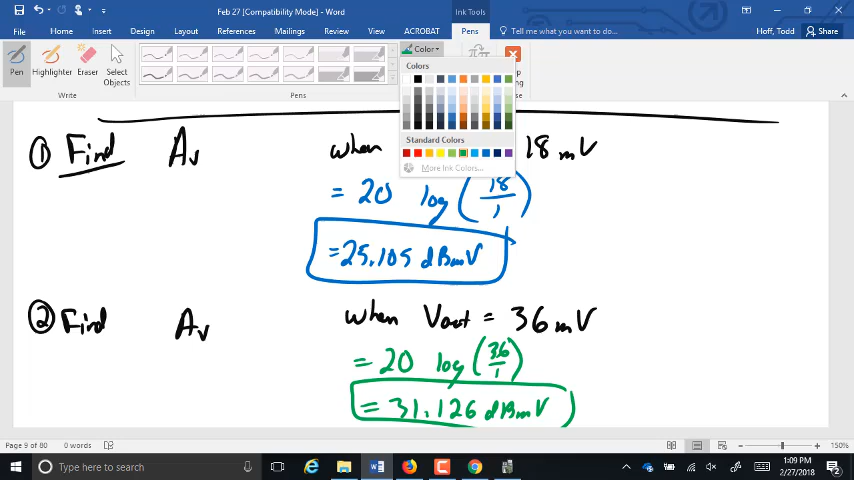 Feb 27 [Compatibility Mode] - Word
Ink Tools
File Home Insert Design Layout References Mailings Review View ACROBAT Pens Tell me what you want to do... Hoff, Todd Share
Pen Highlighter Eraser Select Objects
Color
Write Pens
Colors
Standard Colors
More Ink Colors...
① Find Av when 18 mV
= 20 log (18/1)
= 25.105 dBmV
② Find Av when Vout = 36 mV
= 20 log (36/1)
= 31.126 dBmV
Page 9 of 80 0 words 150%
Type here to search
1:09 PM
2/27/2018
2